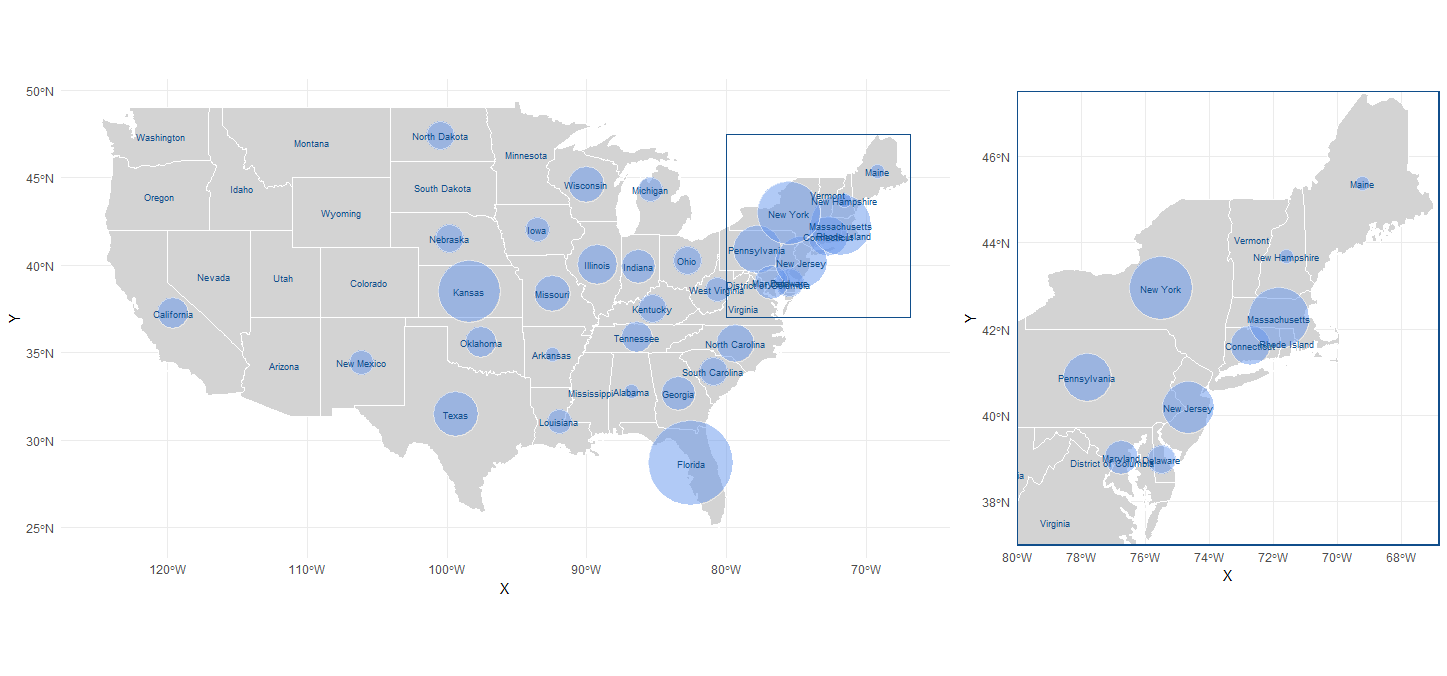 50°N
45°N
40°N
35°N
30°N
25°N
Y
120°W
110°W
100°W
90°W
80°W
70°W
X
Washington
Montana
North Dakota
Minnesota
Maine
Oregon
Idaho
South Dakota
Wisconsin
Michigan
Vermont
New Hampshire
Wyoming
New York
Massachusetts
Rhode Island
Connecticut
Nebraska
Iowa
Pennsylvania
New Jersey
Nevada
Utah
Colorado
Kansas
Illinois
Indiana
Ohio
Missouri
West Virginia
District of Columbia
Maryland
Delaware
California
Kentucky
Virginia
Oklahoma
Tennessee
North Carolina
Arizona
New Mexico
Arkansas
South Carolina
Mississippi
Alabama
Georgia
Texas
Louisiana
Florida
46°N
44°N
42°N
40°N
38°N
Y
80°W
78°W
76°W
74°W
72°W
70°W
68°W
X
Maine
Vermont
New Hampshire
New York
Massachusetts
Connecticut
Rhode Island
Pennsylvania
New Jersey
Maryland
District of Columbia
Delaware
ia
Virginia